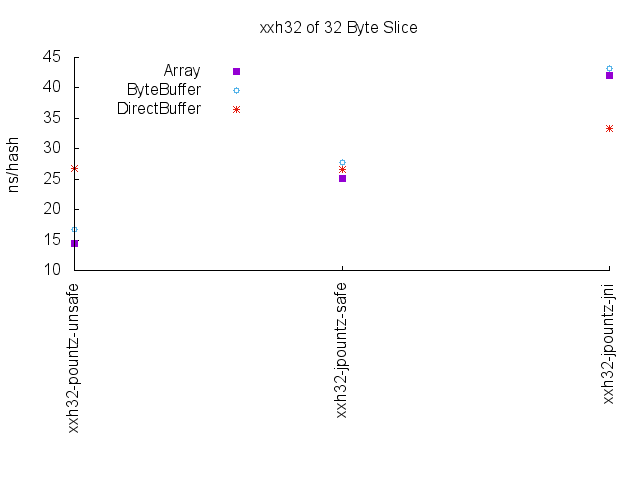 xxh32 of 32 Byte Slice
45
40
35
30
25
20
15
10
ns/hash
Array
ByteBuffer
DirectBuffer
xxh32-pountz-unsafe
xxh32-jpountz-safe
xxh32-jpountz-jni